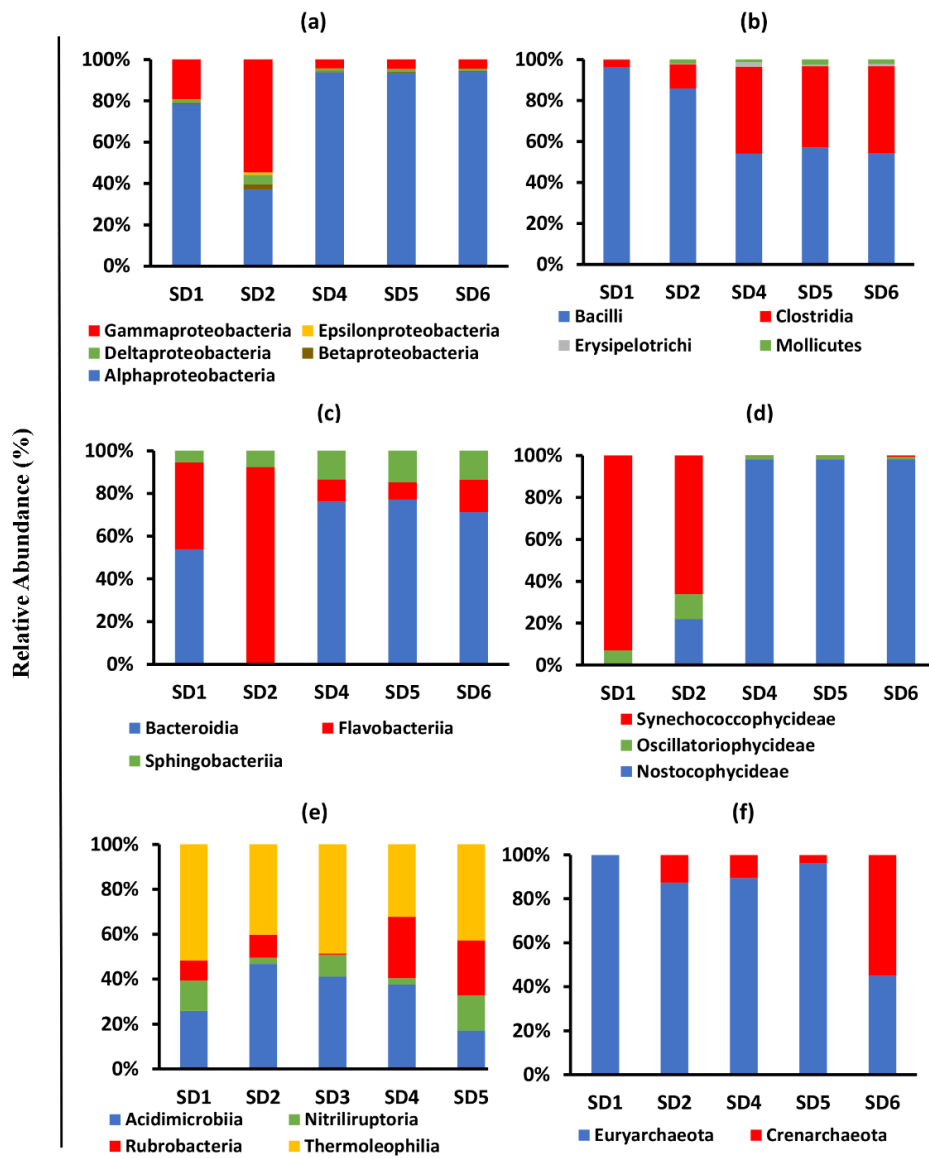 Relative Abundance (%)
(a)
100%
80%
60%
40%
20%
0%
SD1 SD2 SD4 SD5 SD6
Gammaproteobacteria Epsilonproteobacteria
Deltaproteobacteria Betaproteobacteria
Alphaproteobacteria
(b)
100%
80%
60%
40%
20%
0%
SD1 SD2 SD4 SD5 SD6
Bacilli Clostridia
Erysipelotrichi Mollicutes
(c)
100%
80%
60%
40%
20%
0%
SD1 SD2 SD4 SD5 SD6
Bacteroidia Flavobacteriia
Sphingobacteriia
(d)
100%
80%
60%
40%
20%
0%
SD1 SD2 SD4 SD5 SD6
Synechococcophycideae
Oscillatoriophycideae
Nostocophycideae
(e)
100%
80%
60%
40%
20%
0%
SD1 SD2 SD3 SD4 SD5
Acidimicrobiia Nitriliruptoria
Rubrobacteria Thermoleophilia
(f)
100%
80%
60%
40%
20%
0%
SD1 SD2 SD4 SD5 SD6
Euryarchaeota Crenarchaeota